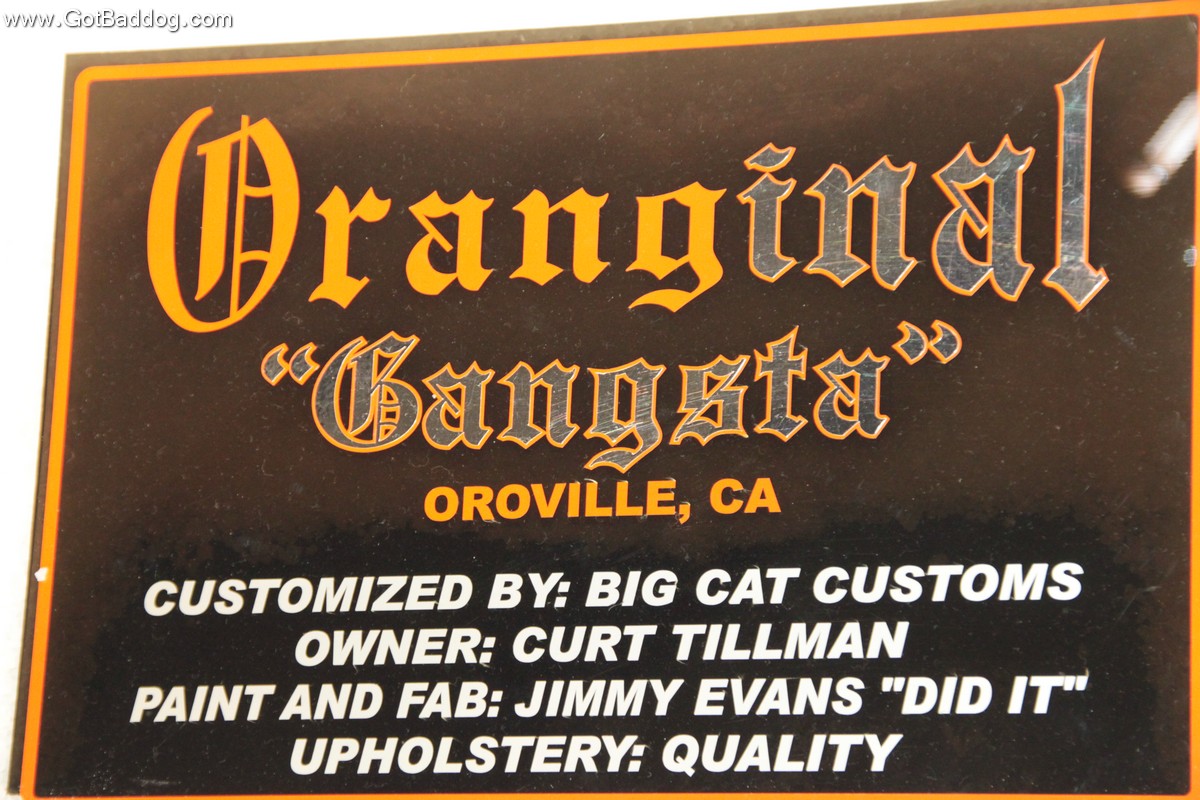 www.GotBaddog.com
Oranginal
“Gangsta”
OROVILLE, CA
CUSTOMIZED BY: BIG CAT CUSTOMS
OWNER: CURT TILLMAN
PAINT AND FAB: JIMMY EVANS "DID IT"
UPHOLSTERY: QUALITY